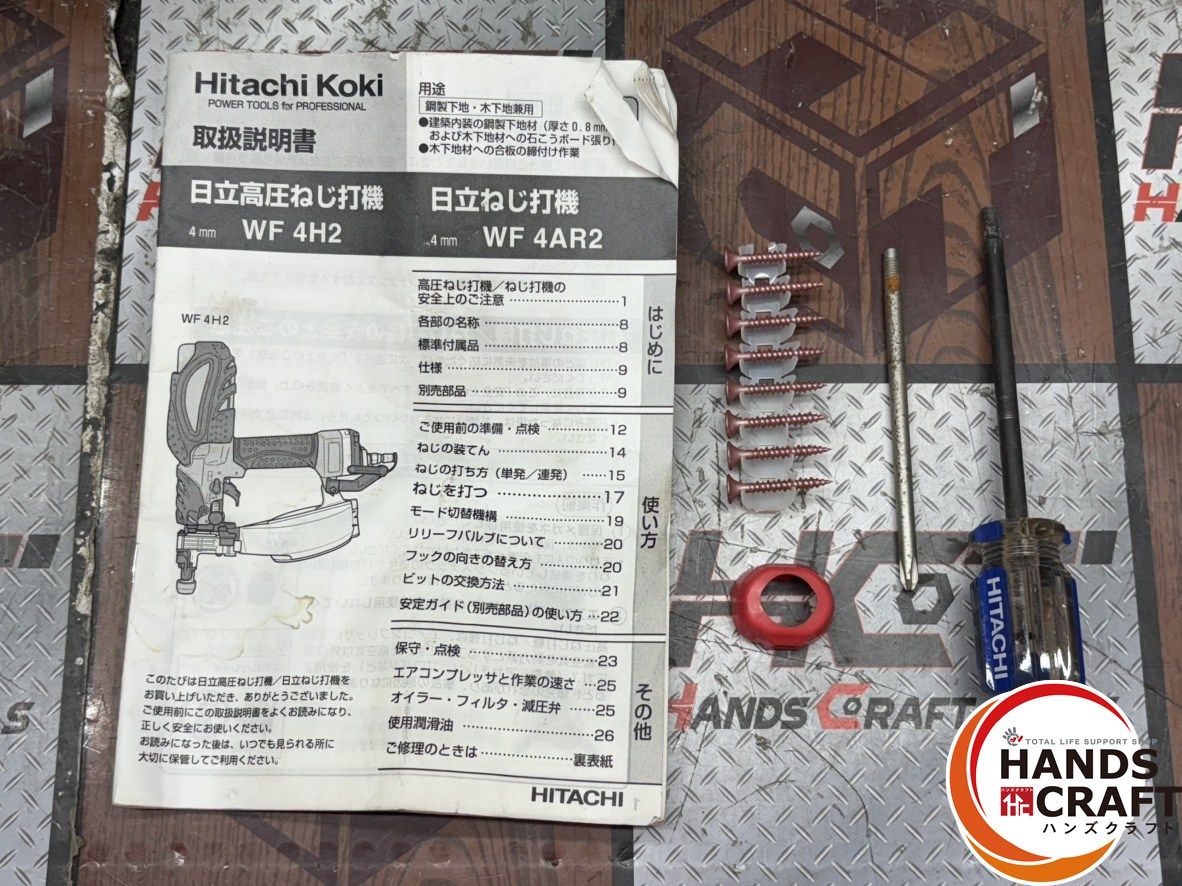 Hitachi Koki
POWER TOOLS for PROFESSIONAL
取扱説明書
用途
鋼製下地・木下地兼用
●建築内装の鋼製下地材(厚さ0.8mm
および木下地材への石こうボード張り
●木下地材への合板の締付け作業
日立高圧ねじ打機
4mm WF 4H2
日立ねじ打機
4mm WF 4AR2
WF 4H2
高圧ねじ打機/ねじ打機の
安全上のご注意 1
各部の名称 8
標準付属品 8
仕様 9
別売部品 9
はじめに
ご使用前の準備・点検 12
ねじの装てん 14
ねじの打ち方(単発/連発) 15
ねじを打つ 17
モード切替機構 19
リリーフバルブについて 20
フックの向きの替え方 20
ビットの交換方法 21
安定ガイド(別売部品)の使い方 22
使い方
保守・点検 23
エアコンプレッサと作業の速さ 25
オイラー・フィルタ・減圧弁 25
使用潤滑油 26
ご修理のときは 裏表紙
その他
このたびは日立高圧ねじ打機/日立ねじ打機を
お買い上げいただき、ありがとうございました。
ご使用前にこの取扱説明書をよくお読みになり、
正しく安全にお使いください。
お読みになった後は、いつでも見られる所に
大切に保管してご利用ください。
HITACHI
HITACHI
HANDS CRAFT
TOTAL LIFE SUPPORT SHOP
HANDS
ハンズクラフト
CRAFT
ハンズクラフト